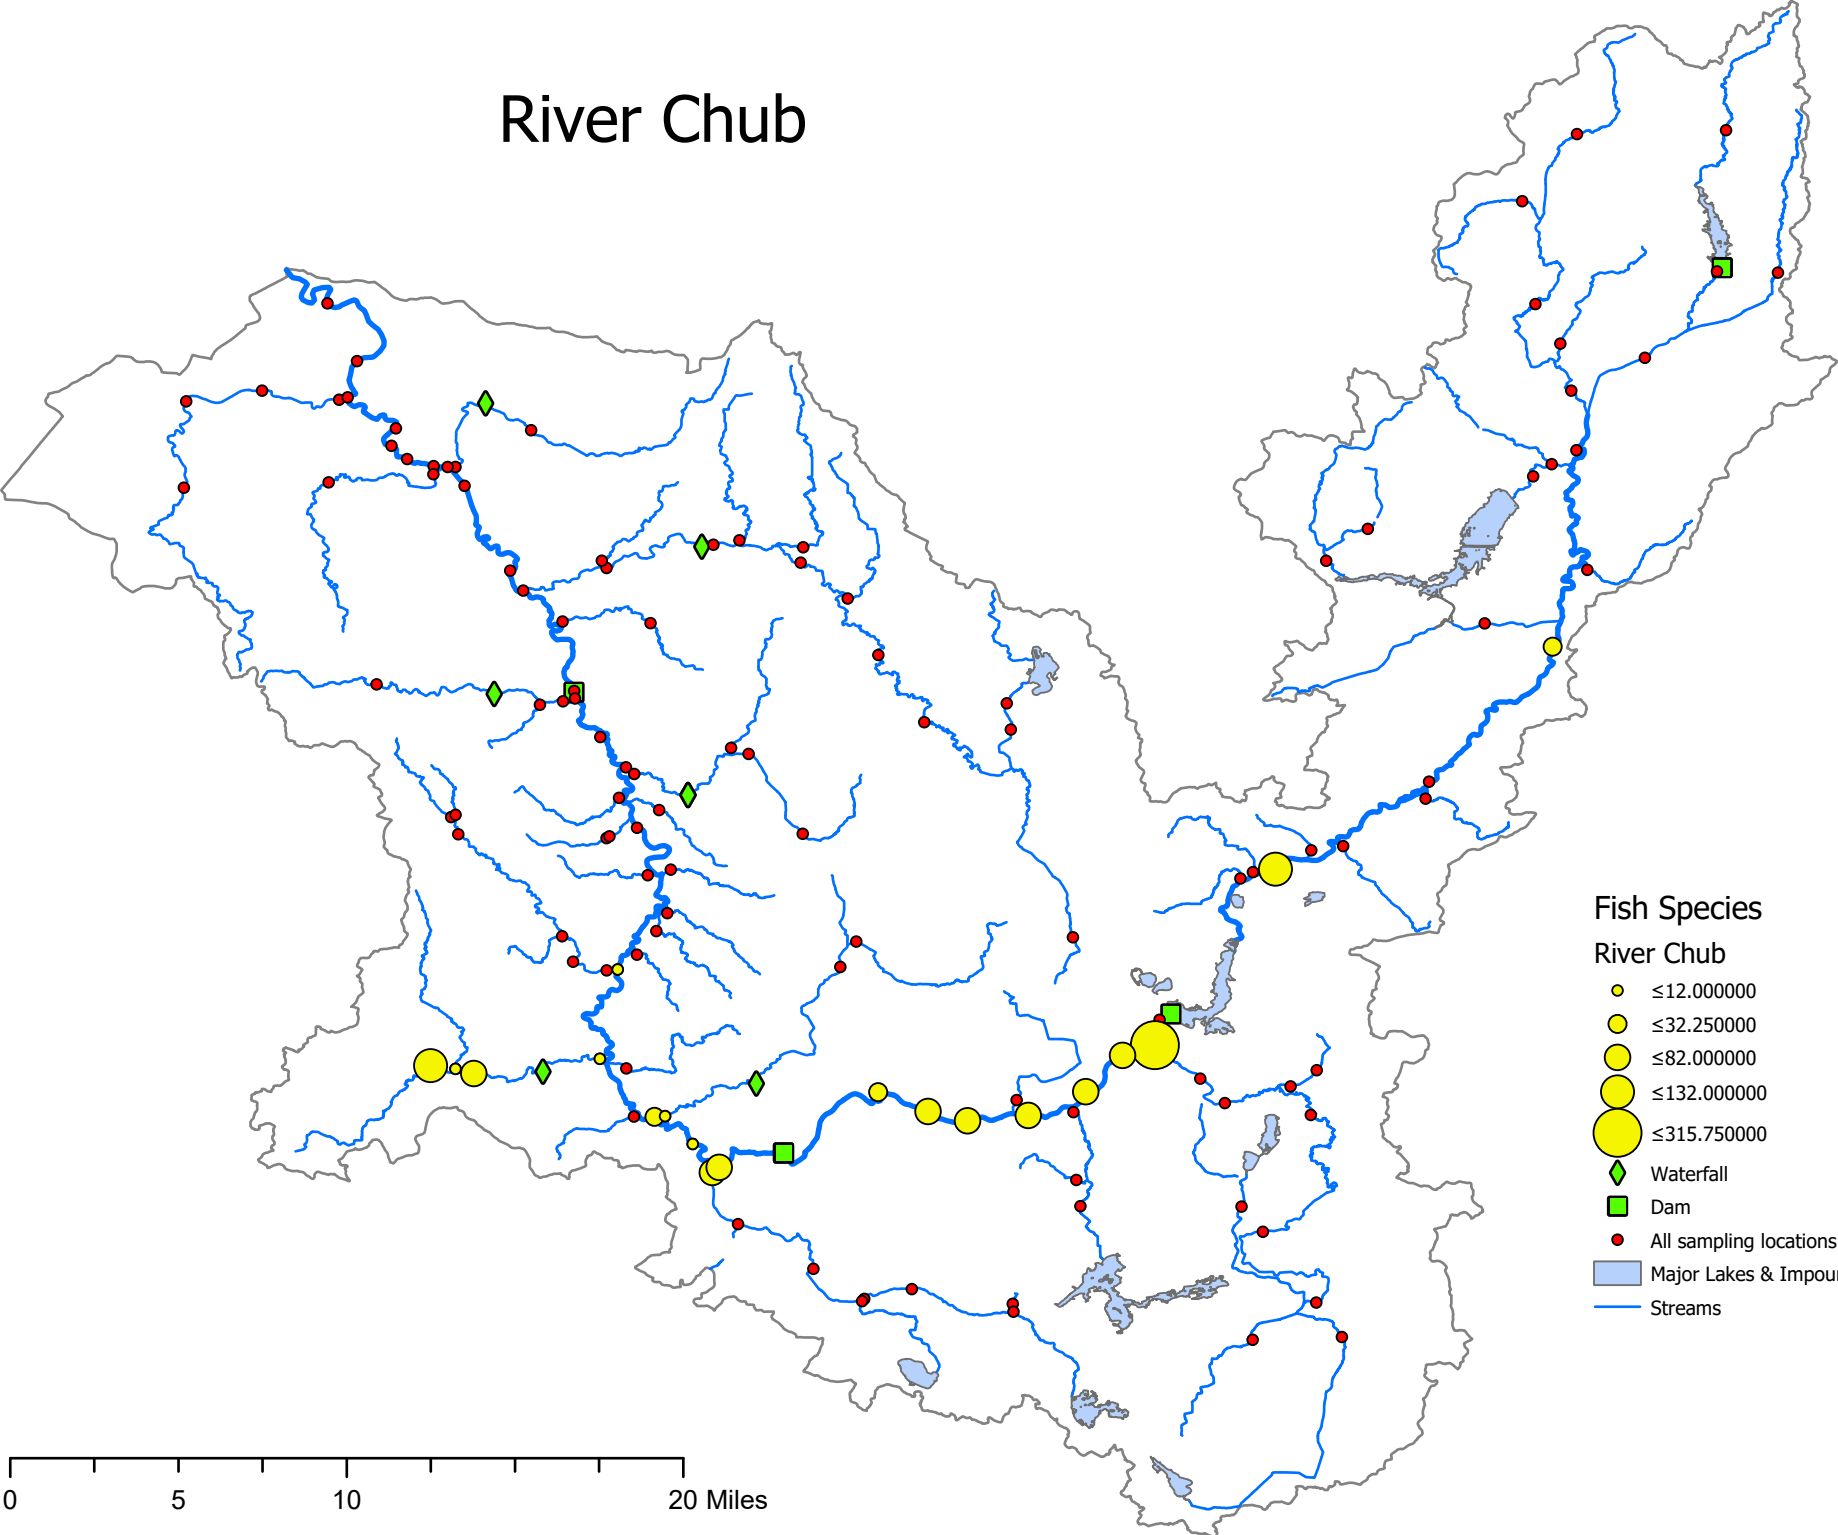 River Chub
Fish Species
River Chub
≤12.000000
≤32.250000
≤82.000000
≤132.000000
≤315.750000
Waterfall
Dam
All sampling locations
Major Lakes & Impou
Streams
0 5 10 20 Miles